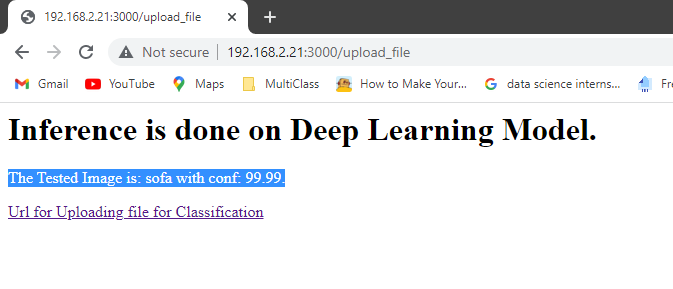 192.168.2.21:3000/upload_file
Not secure
192.168.2.21:3000/upload_file
Gmail YouTube Maps MultiClass How to Make Your... data science interns... Fre
Inference is done on Deep Learning Model.
The Tested Image is: sofa with conf: 99.99.
Url for Uploading file for Classification